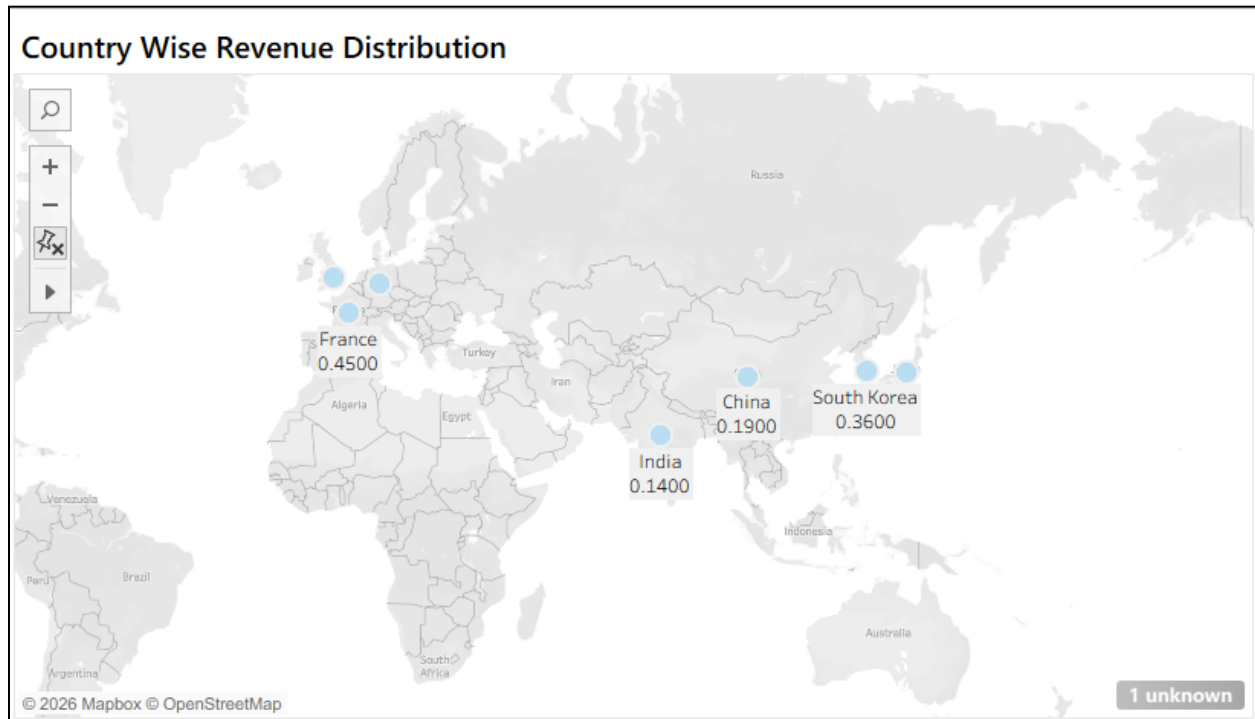 Country Wise Revenue Distribution
Russia
France
0.4500
Turkey
Iran
Algeria
Egypt
China
0.1900
South Korea
0.3600
India
0.1400
Venezuela
Indonesia
Peru
Brazil
Australia
South
Africa
Argentina
© 2026 Mapbox © OpenStreetMap
1 unknown